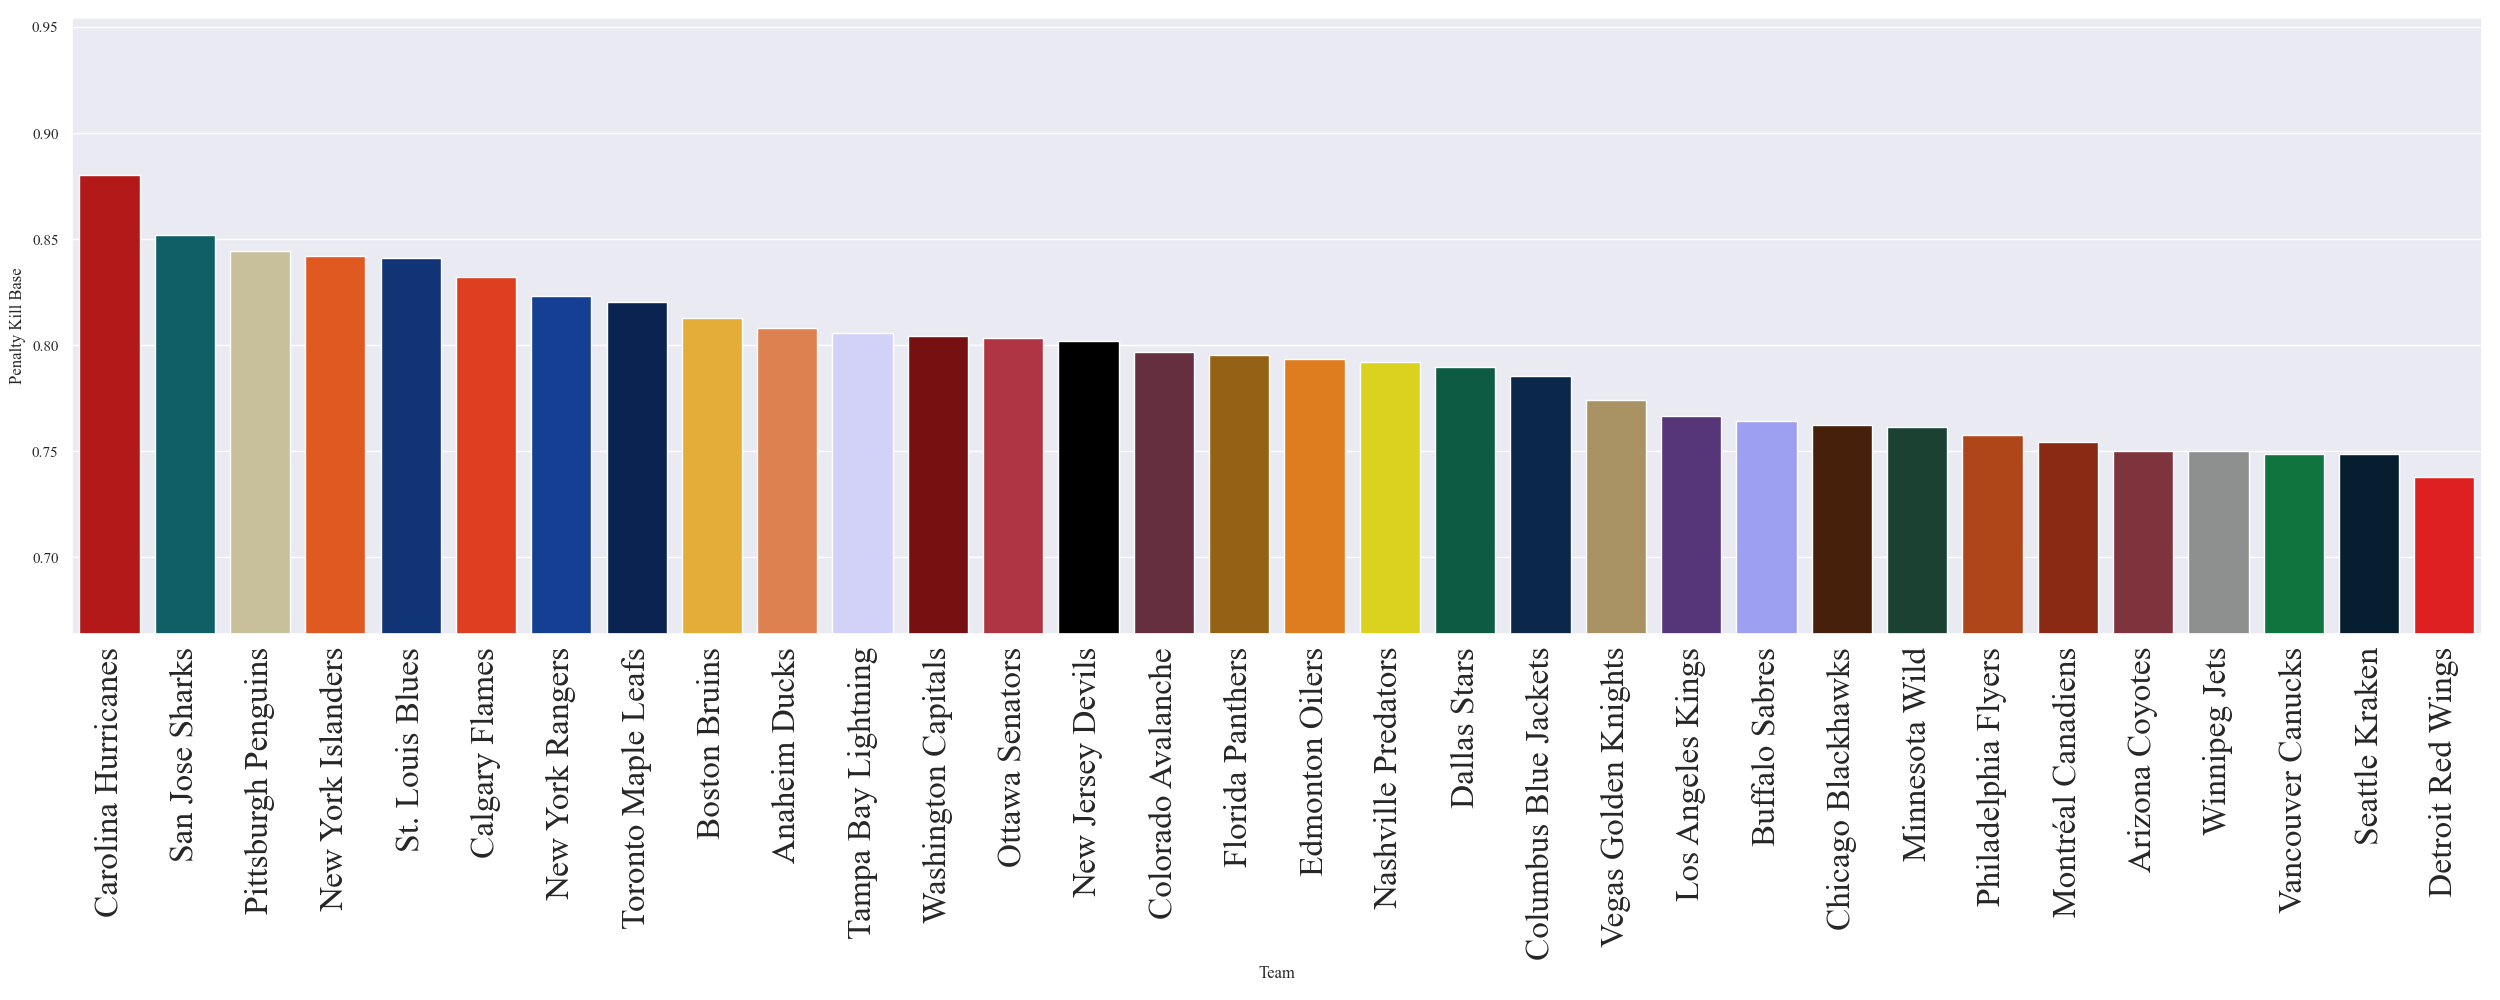 0.95
0.90
0.85
0.80
0.75
0.70
Penalty Kill Base
Carolina Hurricanes
San Jose Sharks
Pittsburgh Penguins
New York Islanders
St. Louis Blues
Calgary Flames
New York Rangers
Toronto Maple Leafs
Boston Bruins
Anaheim Ducks
Tampa Bay Lightning
Washington Capitals
Ottawa Senators
New Jersey Devils
Colorado Avalanche
Florida Panthers
Edmonton Oilers
Nashville Predators
Dallas Stars
Columbus Blue Jackets
Vegas Golden Knights
Los Angeles Kings
Buffalo Sabres
Chicago Blackhawks
Minnesota Wild
Philadelphia Flyers
Montréal Canadiens
Arizona Coyotes
Winnipeg Jets
Vancouver Canucks
Seattle Kraken
Detroit Red Wings
Team